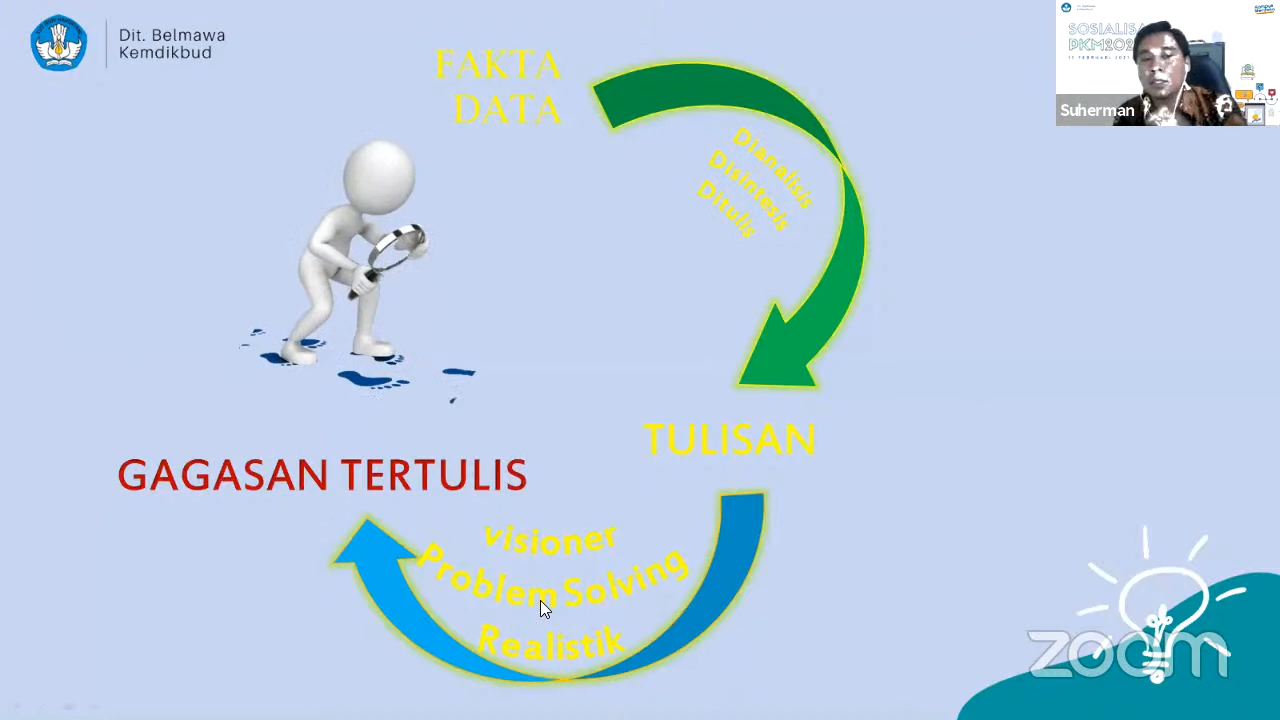 Dit. Belmawa
Kemdikbud
FAKTA
DATA
Dianalisis
Disintesis
Ditulis
TULISAN
GAGASAN TERTULIS
visioner
Problem Solving
Realistik
Suherman
zoom